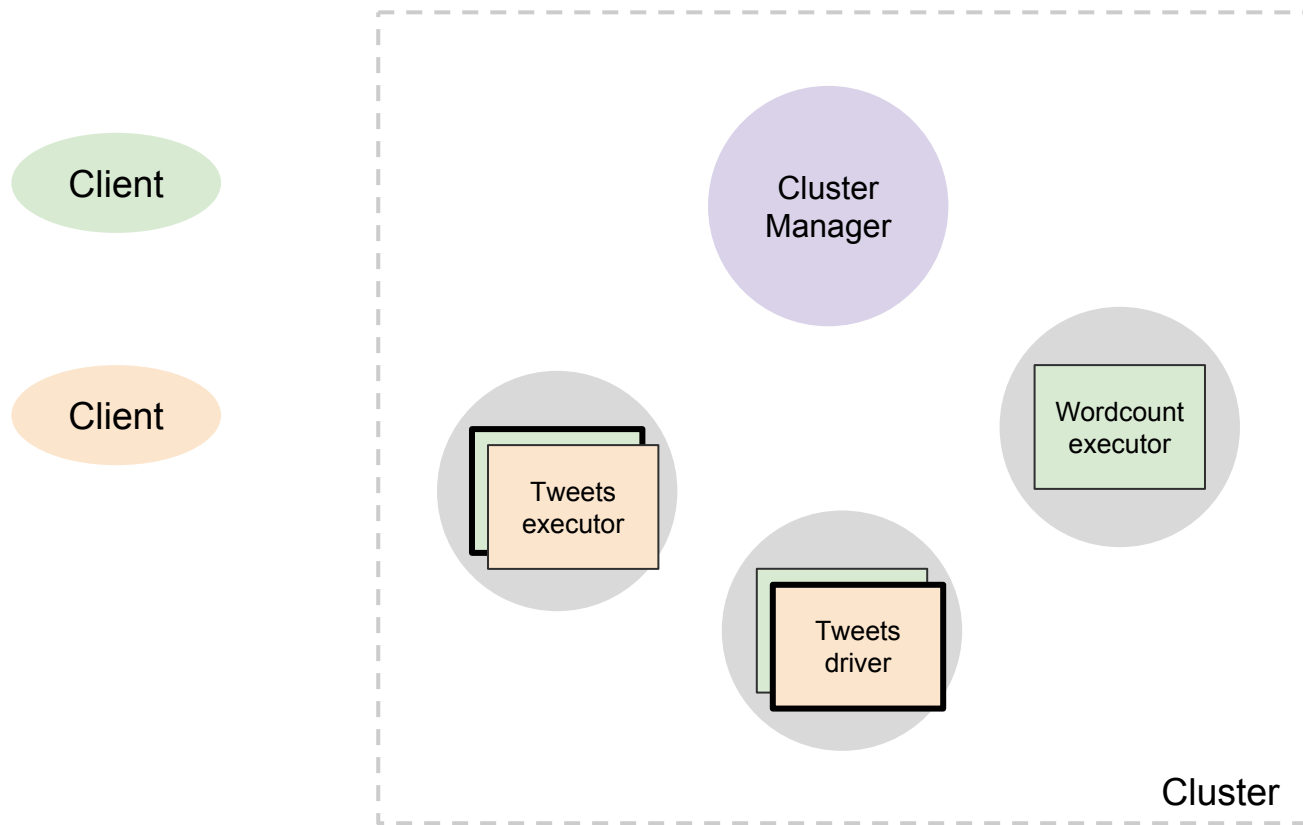 Client
Cluster
Manager
Client
Wordcount
executor
Tweets
executor
Tweets
driver
Cluster